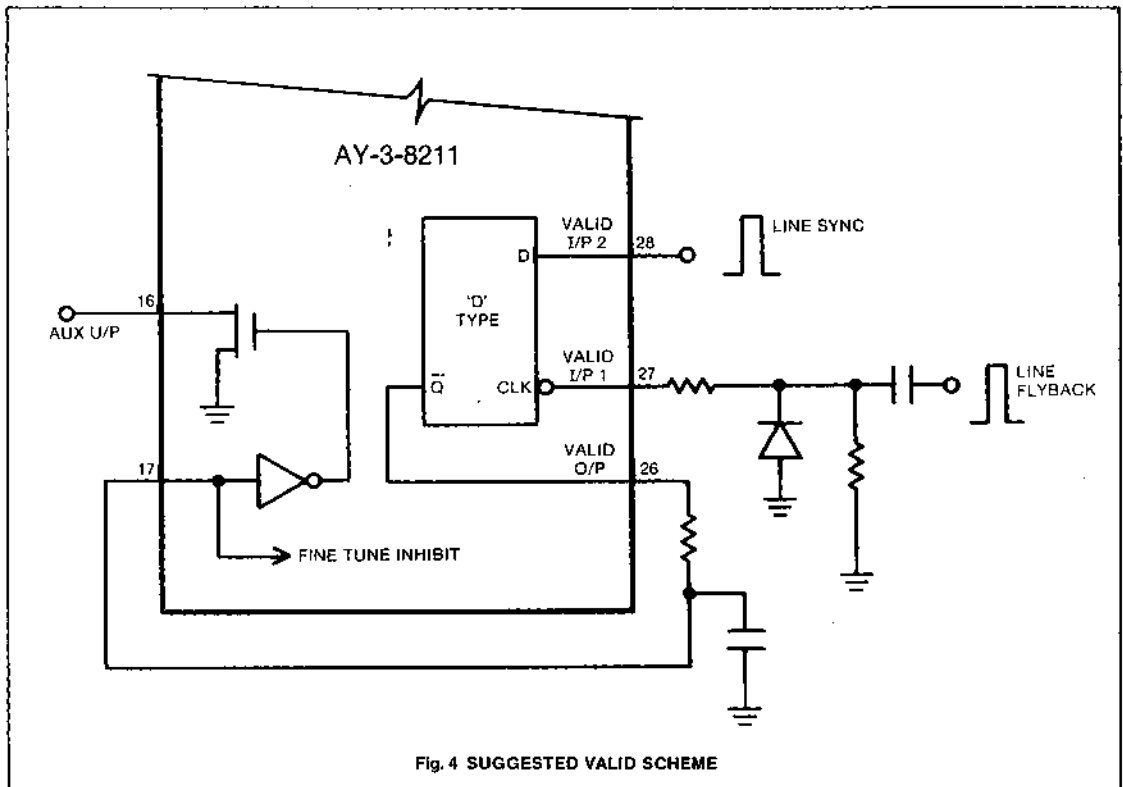 AY-3-8211
VALID
I/P 2
28
LINE SYNC
D
'D'
TYPE
16
AUX U/P
VALID
I/P 1
27
LINE
FLYBACK
Q
CLK
VALID
O/P
26
17
FINE TUNE INHIBIT
Fig. 4 SUGGESTED VALID SCHEME